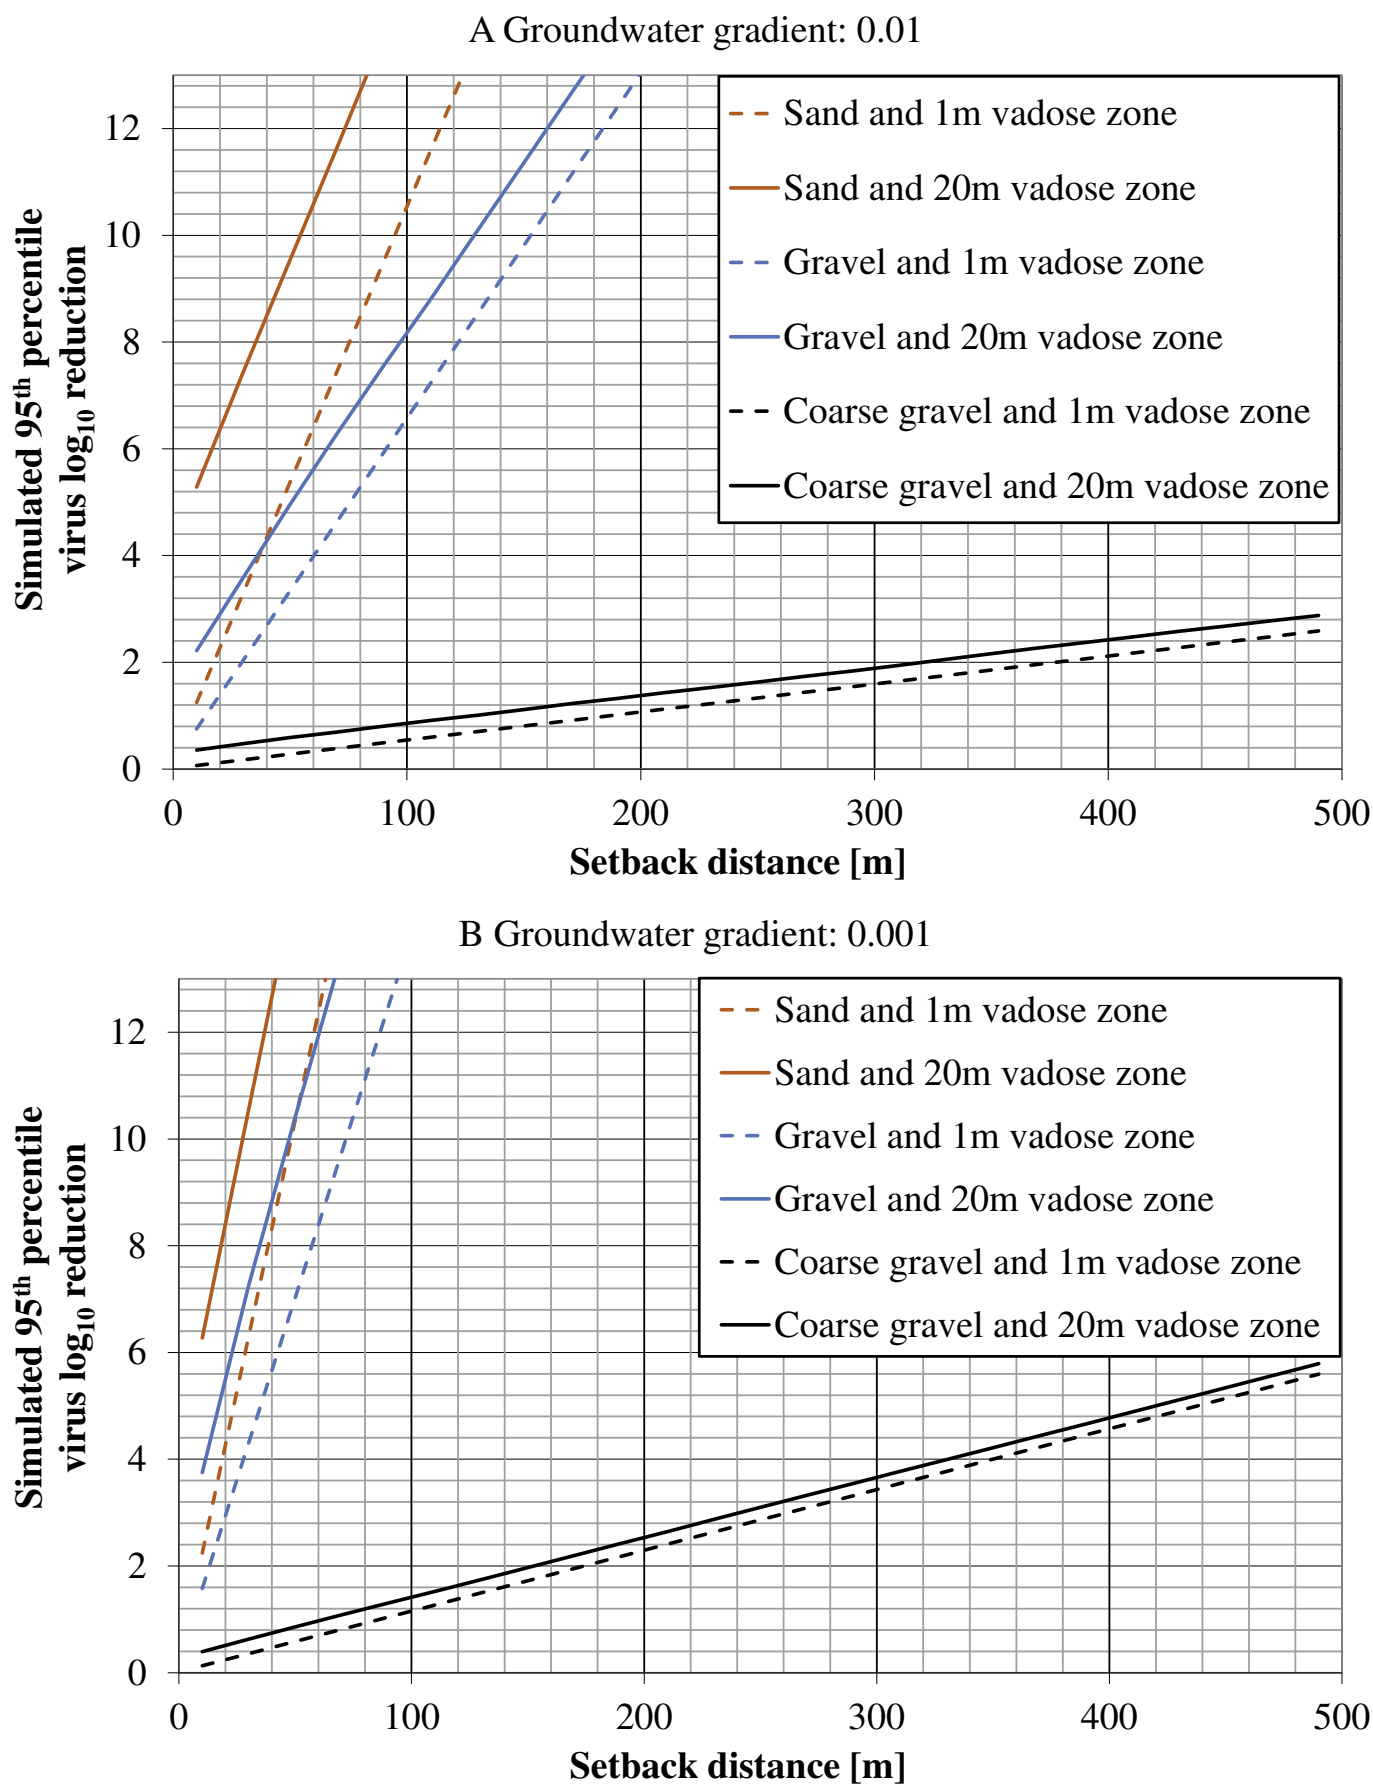 A Groundwater gradient: 0.01
Simulated 95th percentile
virus log10 reduction
12
10
8
6
4
2
0
Sand and 1m vadose zone
Sand and 20m vadose zone
Gravel and 1m vadose zone
Gravel and 20m vadose zone
Coarse gravel and 1m vadose zone
Coarse gravel and 20m vadose zone
0 100 200 300 400 500
Setback distance [m]
B Groundwater gradient: 0.001
Simulated 95th percentile
virus log10 reduction
12
10
8
6
4
2
0
Sand and 1m vadose zone
Sand and 20m vadose zone
Gravel and 1m vadose zone
Gravel and 20m vadose zone
Coarse gravel and 1m vadose zone
Coarse gravel and 20m vadose zone
0 100 200 300 400 500
Setback distance [m]